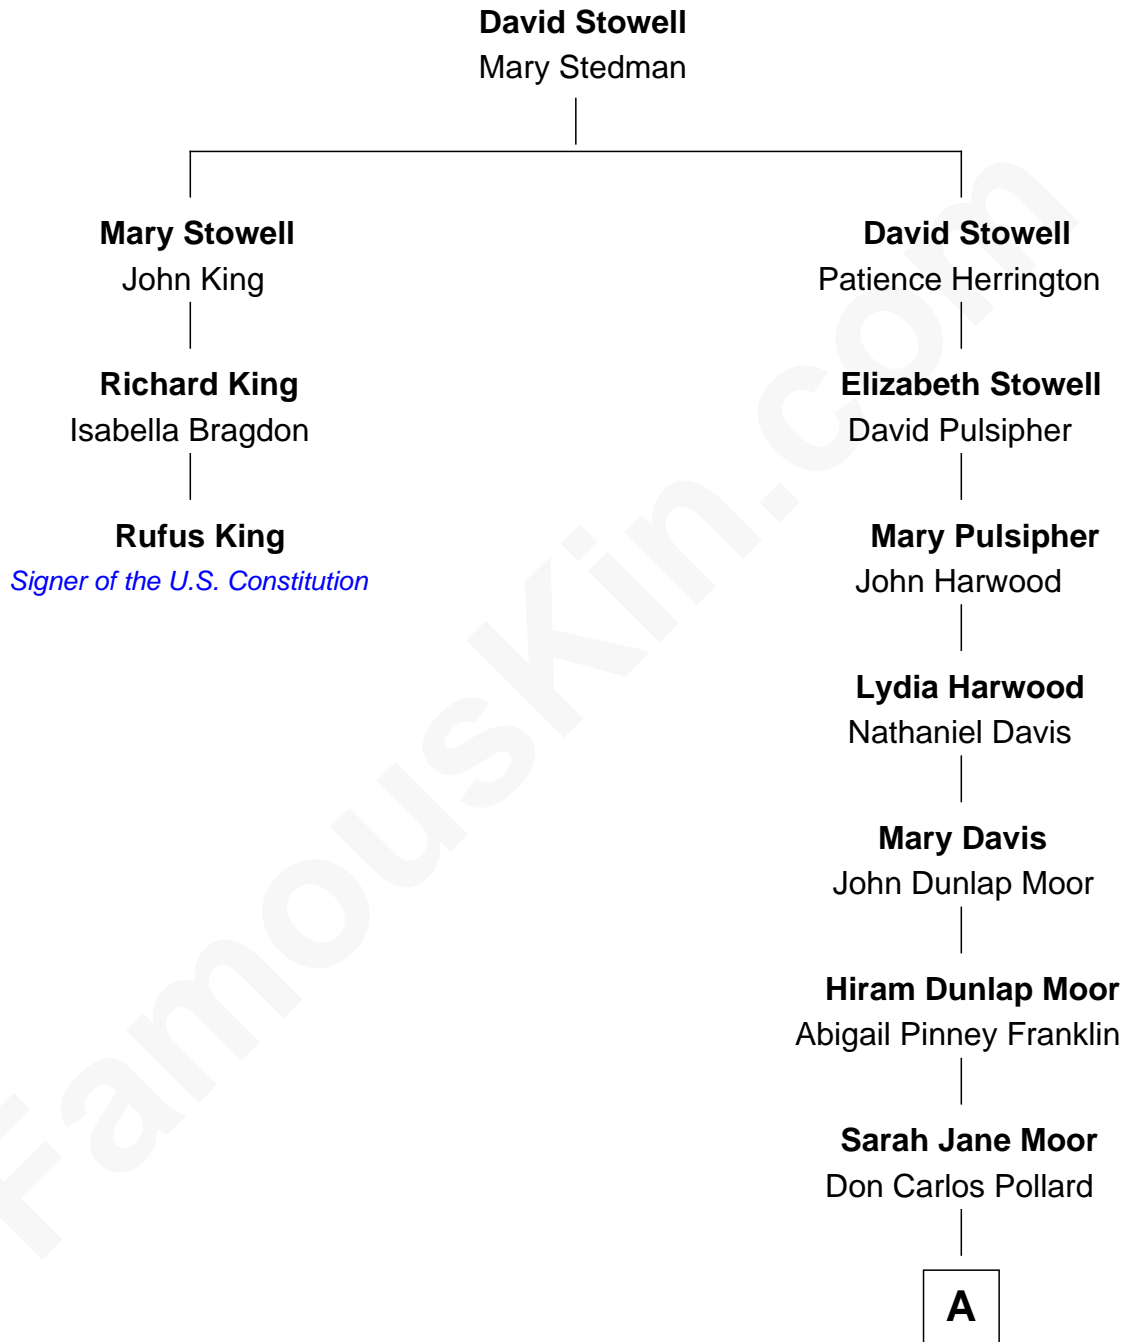 David Stowell
Mary Stedman
Mary Stowell
John King
David Stowell
Patience Herrington
Richard King
Isabella Bragdon
Elizabeth Stowell
David Pulsipher
Rufus King
Signer of the U.S. Constitution
Mary Pulsipher
John Harwood
Lydia Harwood
Nathaniel Davis
Mary Davis
John Dunlap Moor
Hiram Dunlap Moor
Abigail Pinney Franklin
Sarah Jane Moor
Don Carlos Pollard
A
FamousKin.com